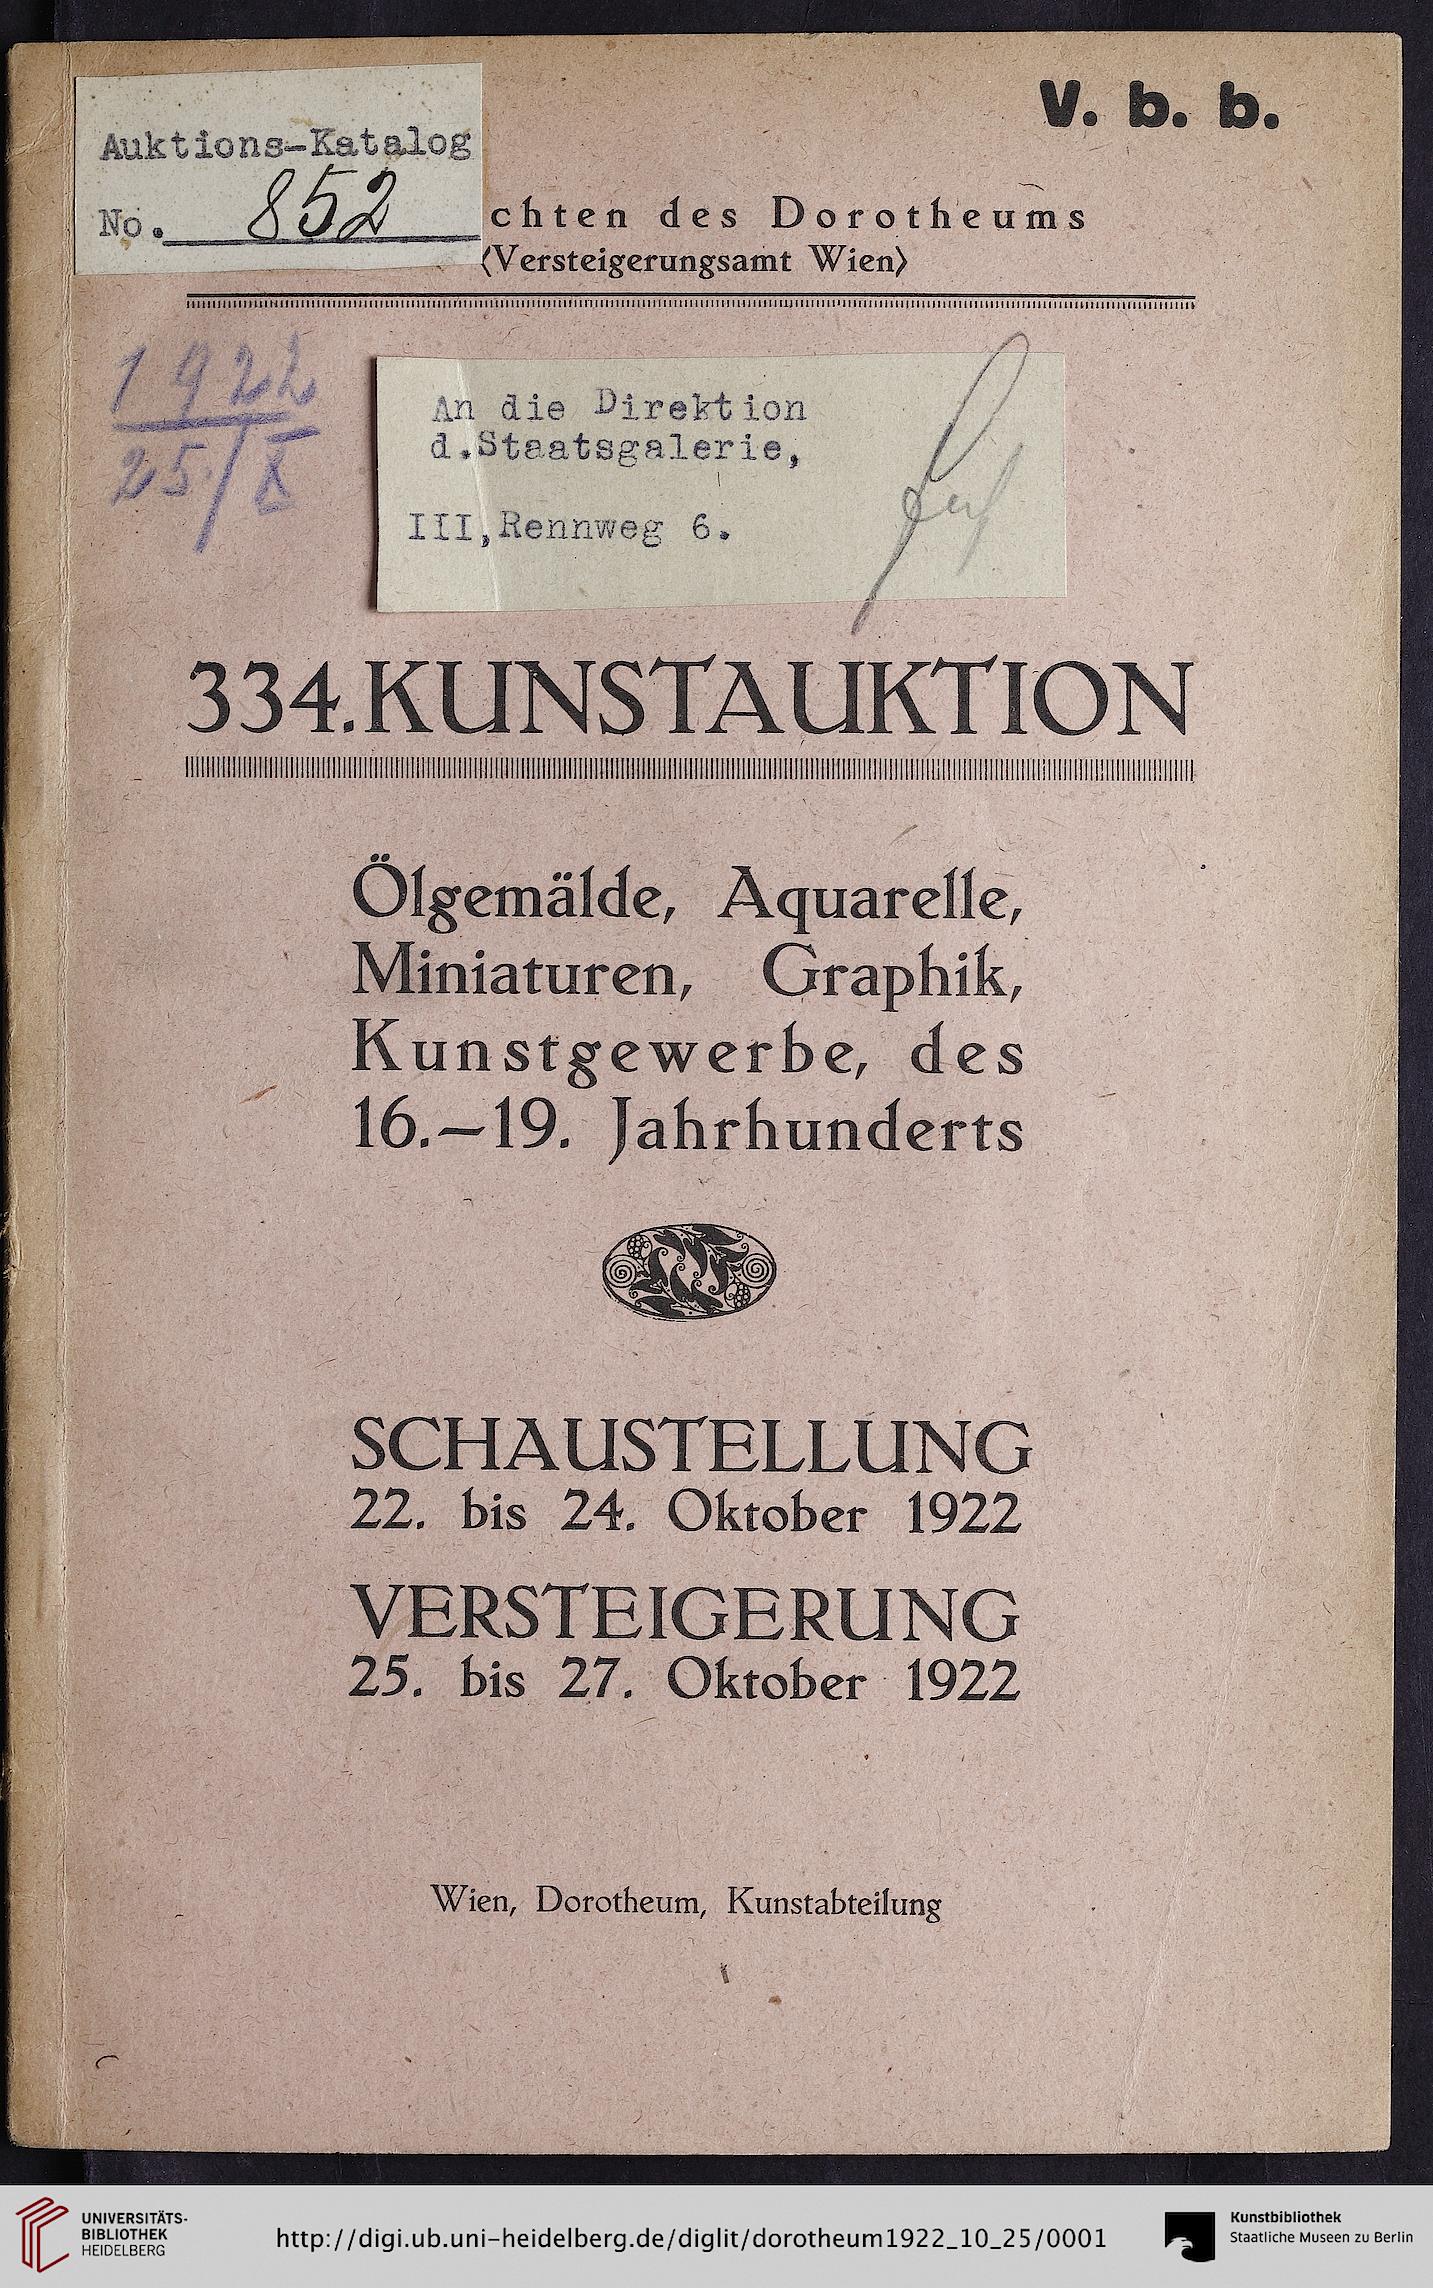 V. b. b.
Auktions-Katalog
No. 852
chten des Dorotheums
(Versteigerungsamt Wien)
1922
25./X
An die Direktion
d.Staatsgalerie,
III,Rennweg 6.
334. KUNSTAUKTION
Ölgemälde, Aquarelle,
Miniaturen, Graphik,
Kunstgewerbe, des
16.—19. Jahrhunderts
SCHAUSTELLUNG
22. bis 24. Oktober 1922
VERSTEIGERUNG
25. bis 27. Oktober 1922
Wien, Dorotheum, Kunstabteilung
UNIVERSITÄTS-
BIBLIOTHEK
HEIDELBERG
http://digi.ub.uni-heidelberg.de/diglit/dorotheum1922_10_25/0001
Kunstbibliothek
Staatliche Museen zu Berlin